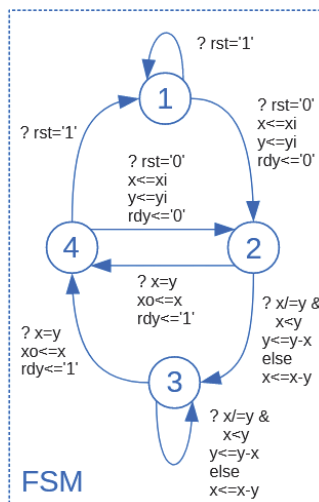 ? rst='1'
1
? rst='0'
x<=xi
y<=yi
rdy<='0'
? rst='1'
? rst='0'
x<=xi
y<=yi
rdy<='0'
4
2
? x=y
xo<=x
rdy<='1'
? x/=y &
x<y
y<=y-x
else
x<=x-y
? x=y
xo<=x
rdy<='1'
3
? x/=y &
x<y
y<=y-x
else
x<=x-y
FSM